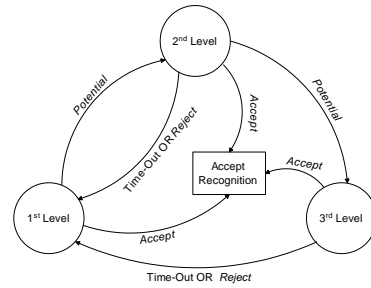 2nd Level
Potential
Potential
Accept
Time-Out OR Reject
Accept
Recognition
Accept
1st Level
3rd Level
Accept
Time-Out OR Reject